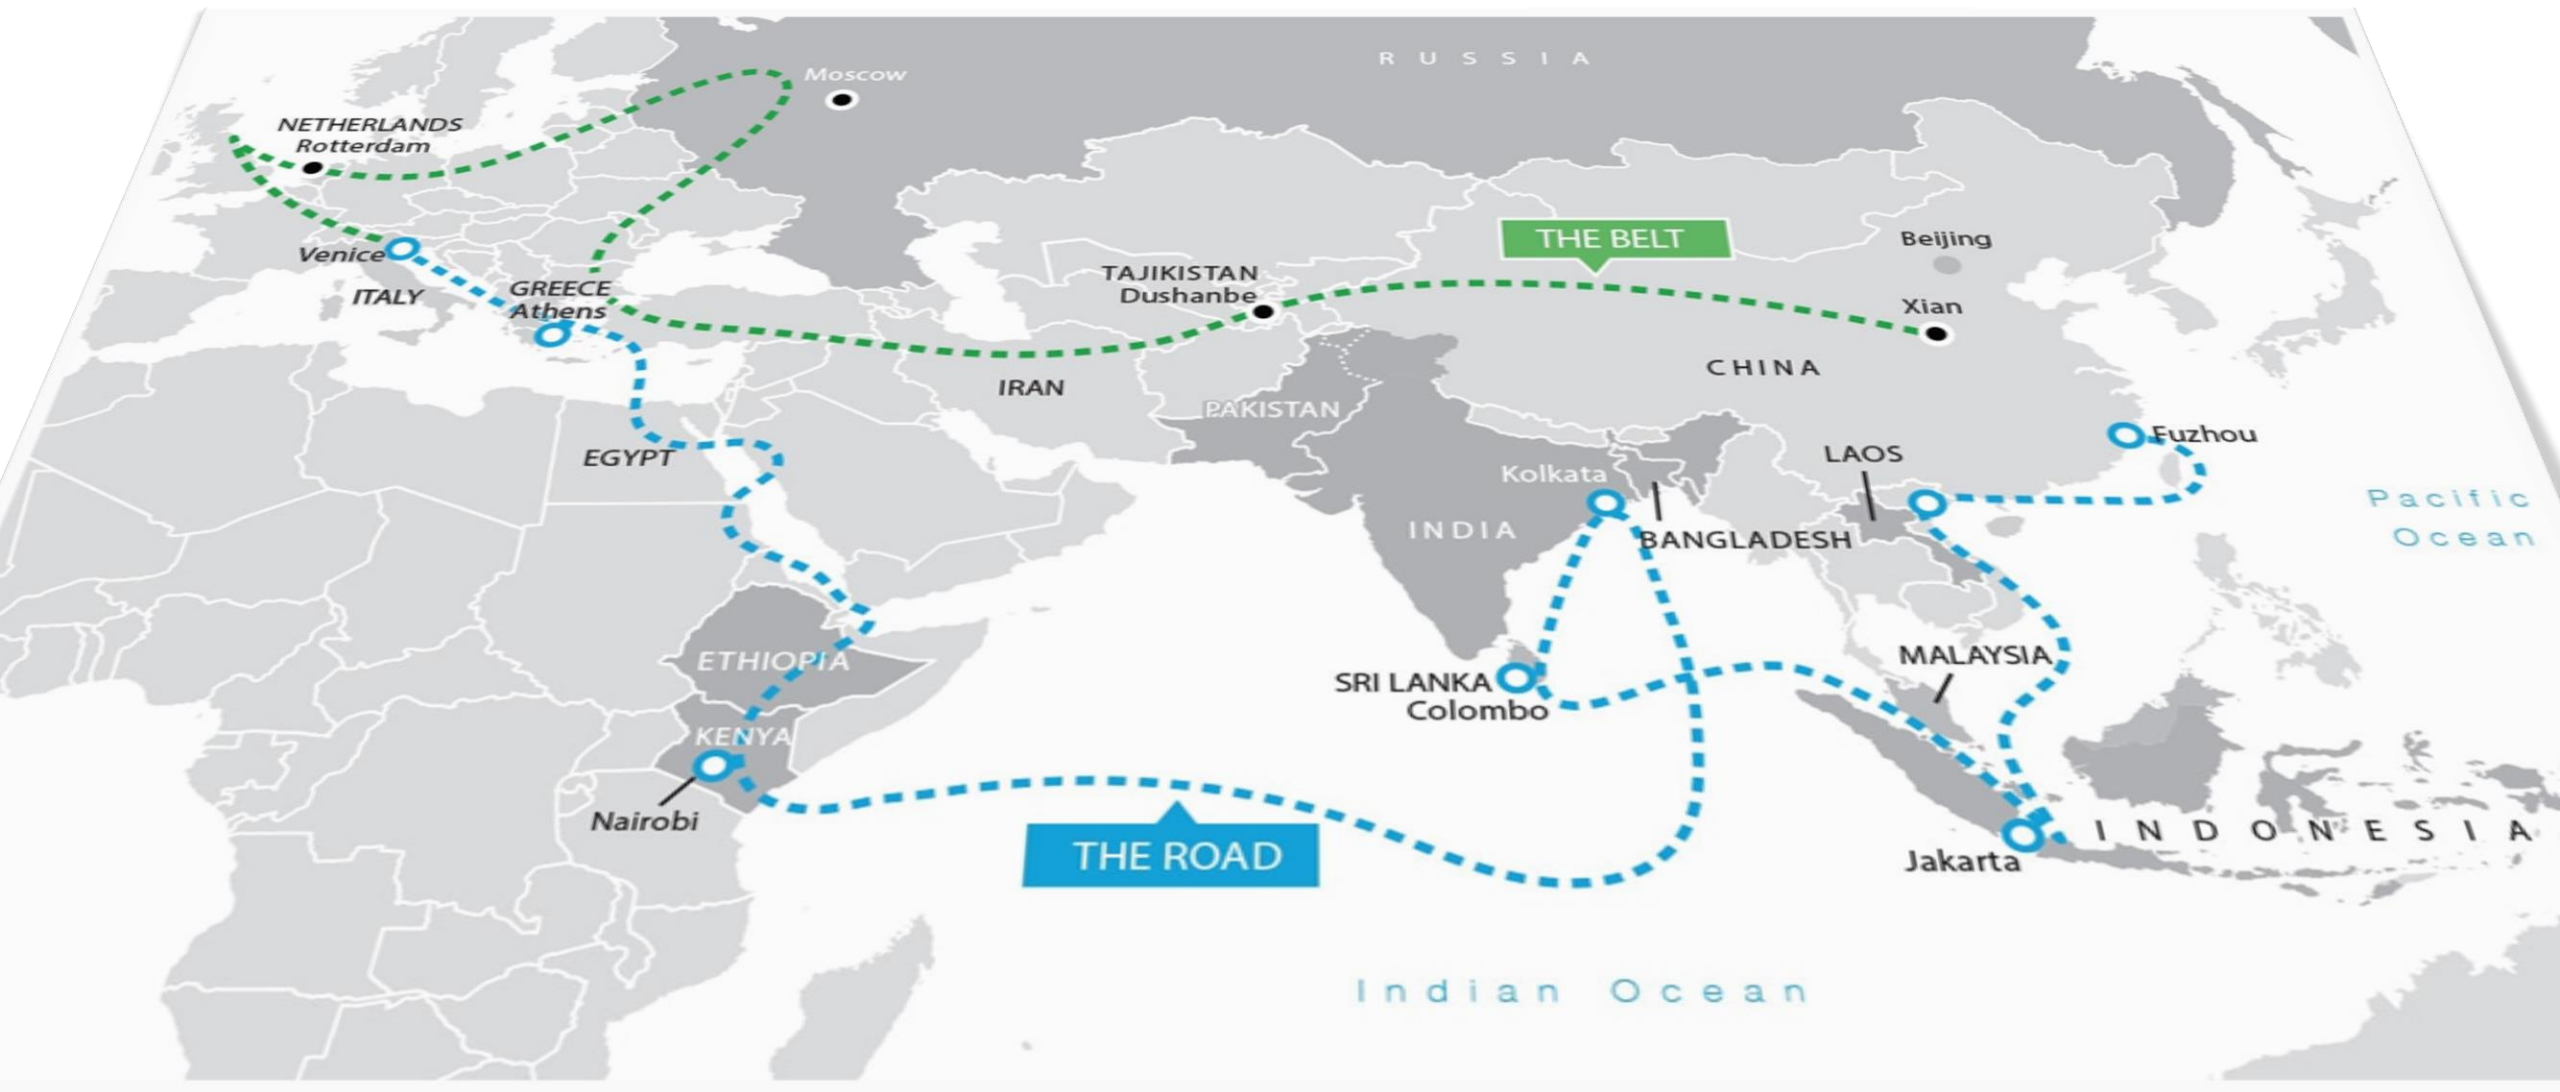 RUSSIA
Moscow
NETHERLANDS
Rotterdam
THE BELT
Beijing
Venice
TAJIKISTAN
Dushanbe
ITALY
GREECE
Athens
Xian
IRAN
CHINA
PAKISTAN
Fuzhou
EGYPT
LAOS
Kolkata
Pacific
Ocean
INDIA
BANGLADESH
ETHIOPIA
MALAYSIA
SRI LANKA
Colombo
KENYA
Nairobi
THE ROAD
INDONESIA
Jakarta
Indian Ocean